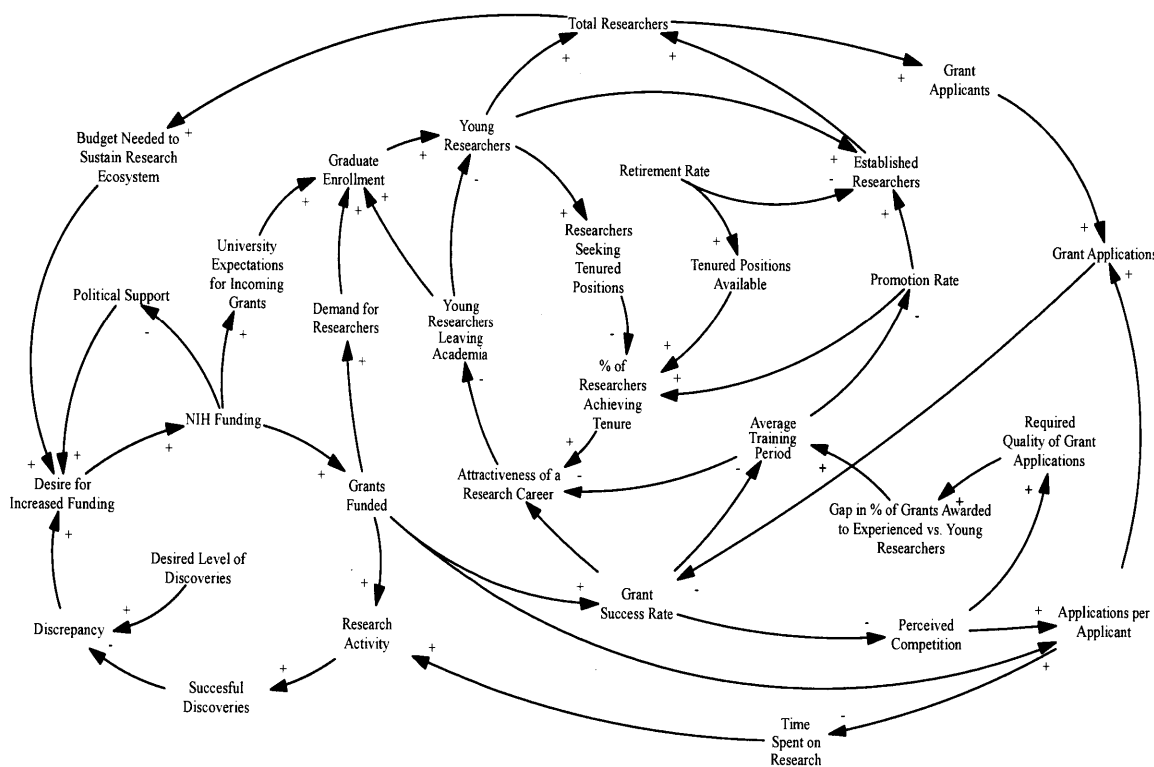 Total Researchers
Grant
Applicants
Budget Needed to
Sustain Research
Ecosystem
Young
Researchers
Graduate
Enrollment
Retirement Rate
Established
Researchers
University
Expectations
for Incoming
Grants
Researchers
Seeking
Tenured
Positions
Tenured Positions
Available
Promotion Rate
Grant Applications
Political Support
Demand for
Researchers
Young
Researchers
Leaving
Academia
% of
Researchers
Achieving
Tenure
NIH Funding
Average
Training
Period
Required
Quality of Grant
Applications
Desire for
Increased Funding
Grants
Funded
Attractiveness of a
Research Career
Gap in % of Grants Awarded
to Experienced vs. Young
Researchers
Desired Level of
Discoveries
Grant
Success Rate
Discrepancy
Research
Activity
Perceived
Competition
Applications per
Applicant
Succesful
Discoveries
Time
Spent on
Research